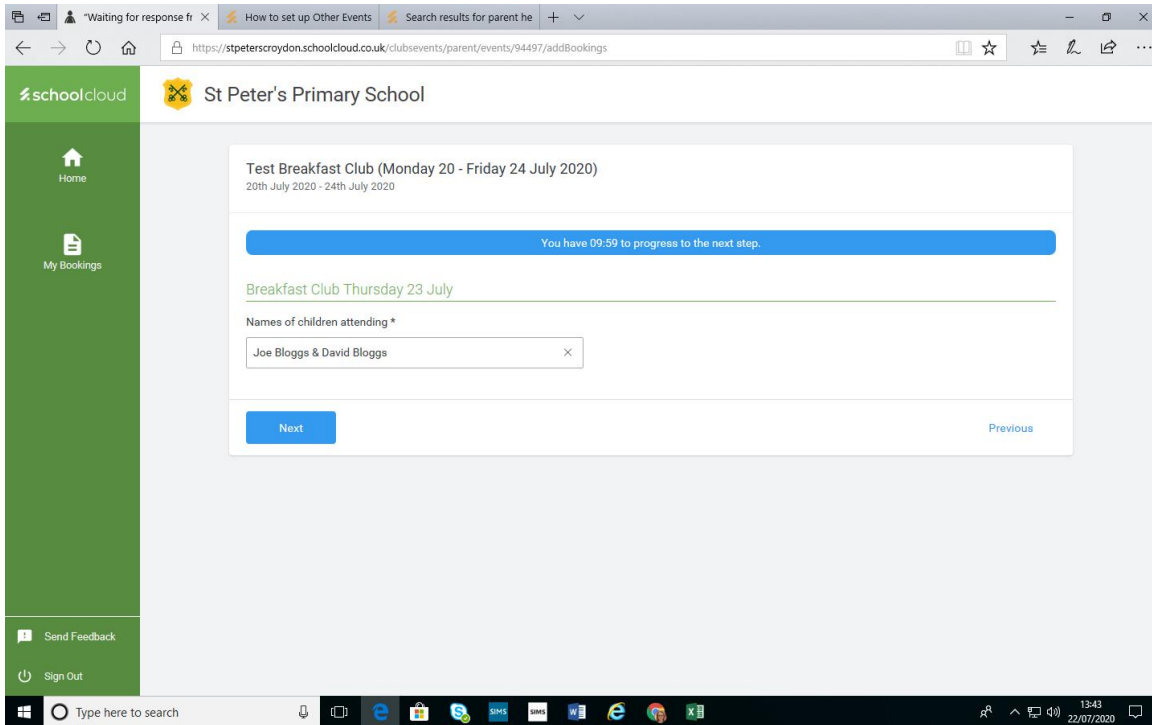 "Waiting for response fr
How to set up Other Events
Search results for parent he
https://stpeterscroydon.schoolcloud.co.uk/clubsevents/parent/events/94497/addBookings
schoolcloud
St Peter's Primary School
Home
My Bookings
Test Breakfast Club (Monday 20 - Friday 24 July 2020)
20th July 2020 - 24th July 2020
You have 09:59 to progress to the next step.
Breakfast Club Thursday 23 July
Names of children attending *
Joe Bloggs & David Bloggs
Next
Previous
Send Feedback
Sign Out
Type here to search
SIMS
SIMS
13:43
22/07/2020